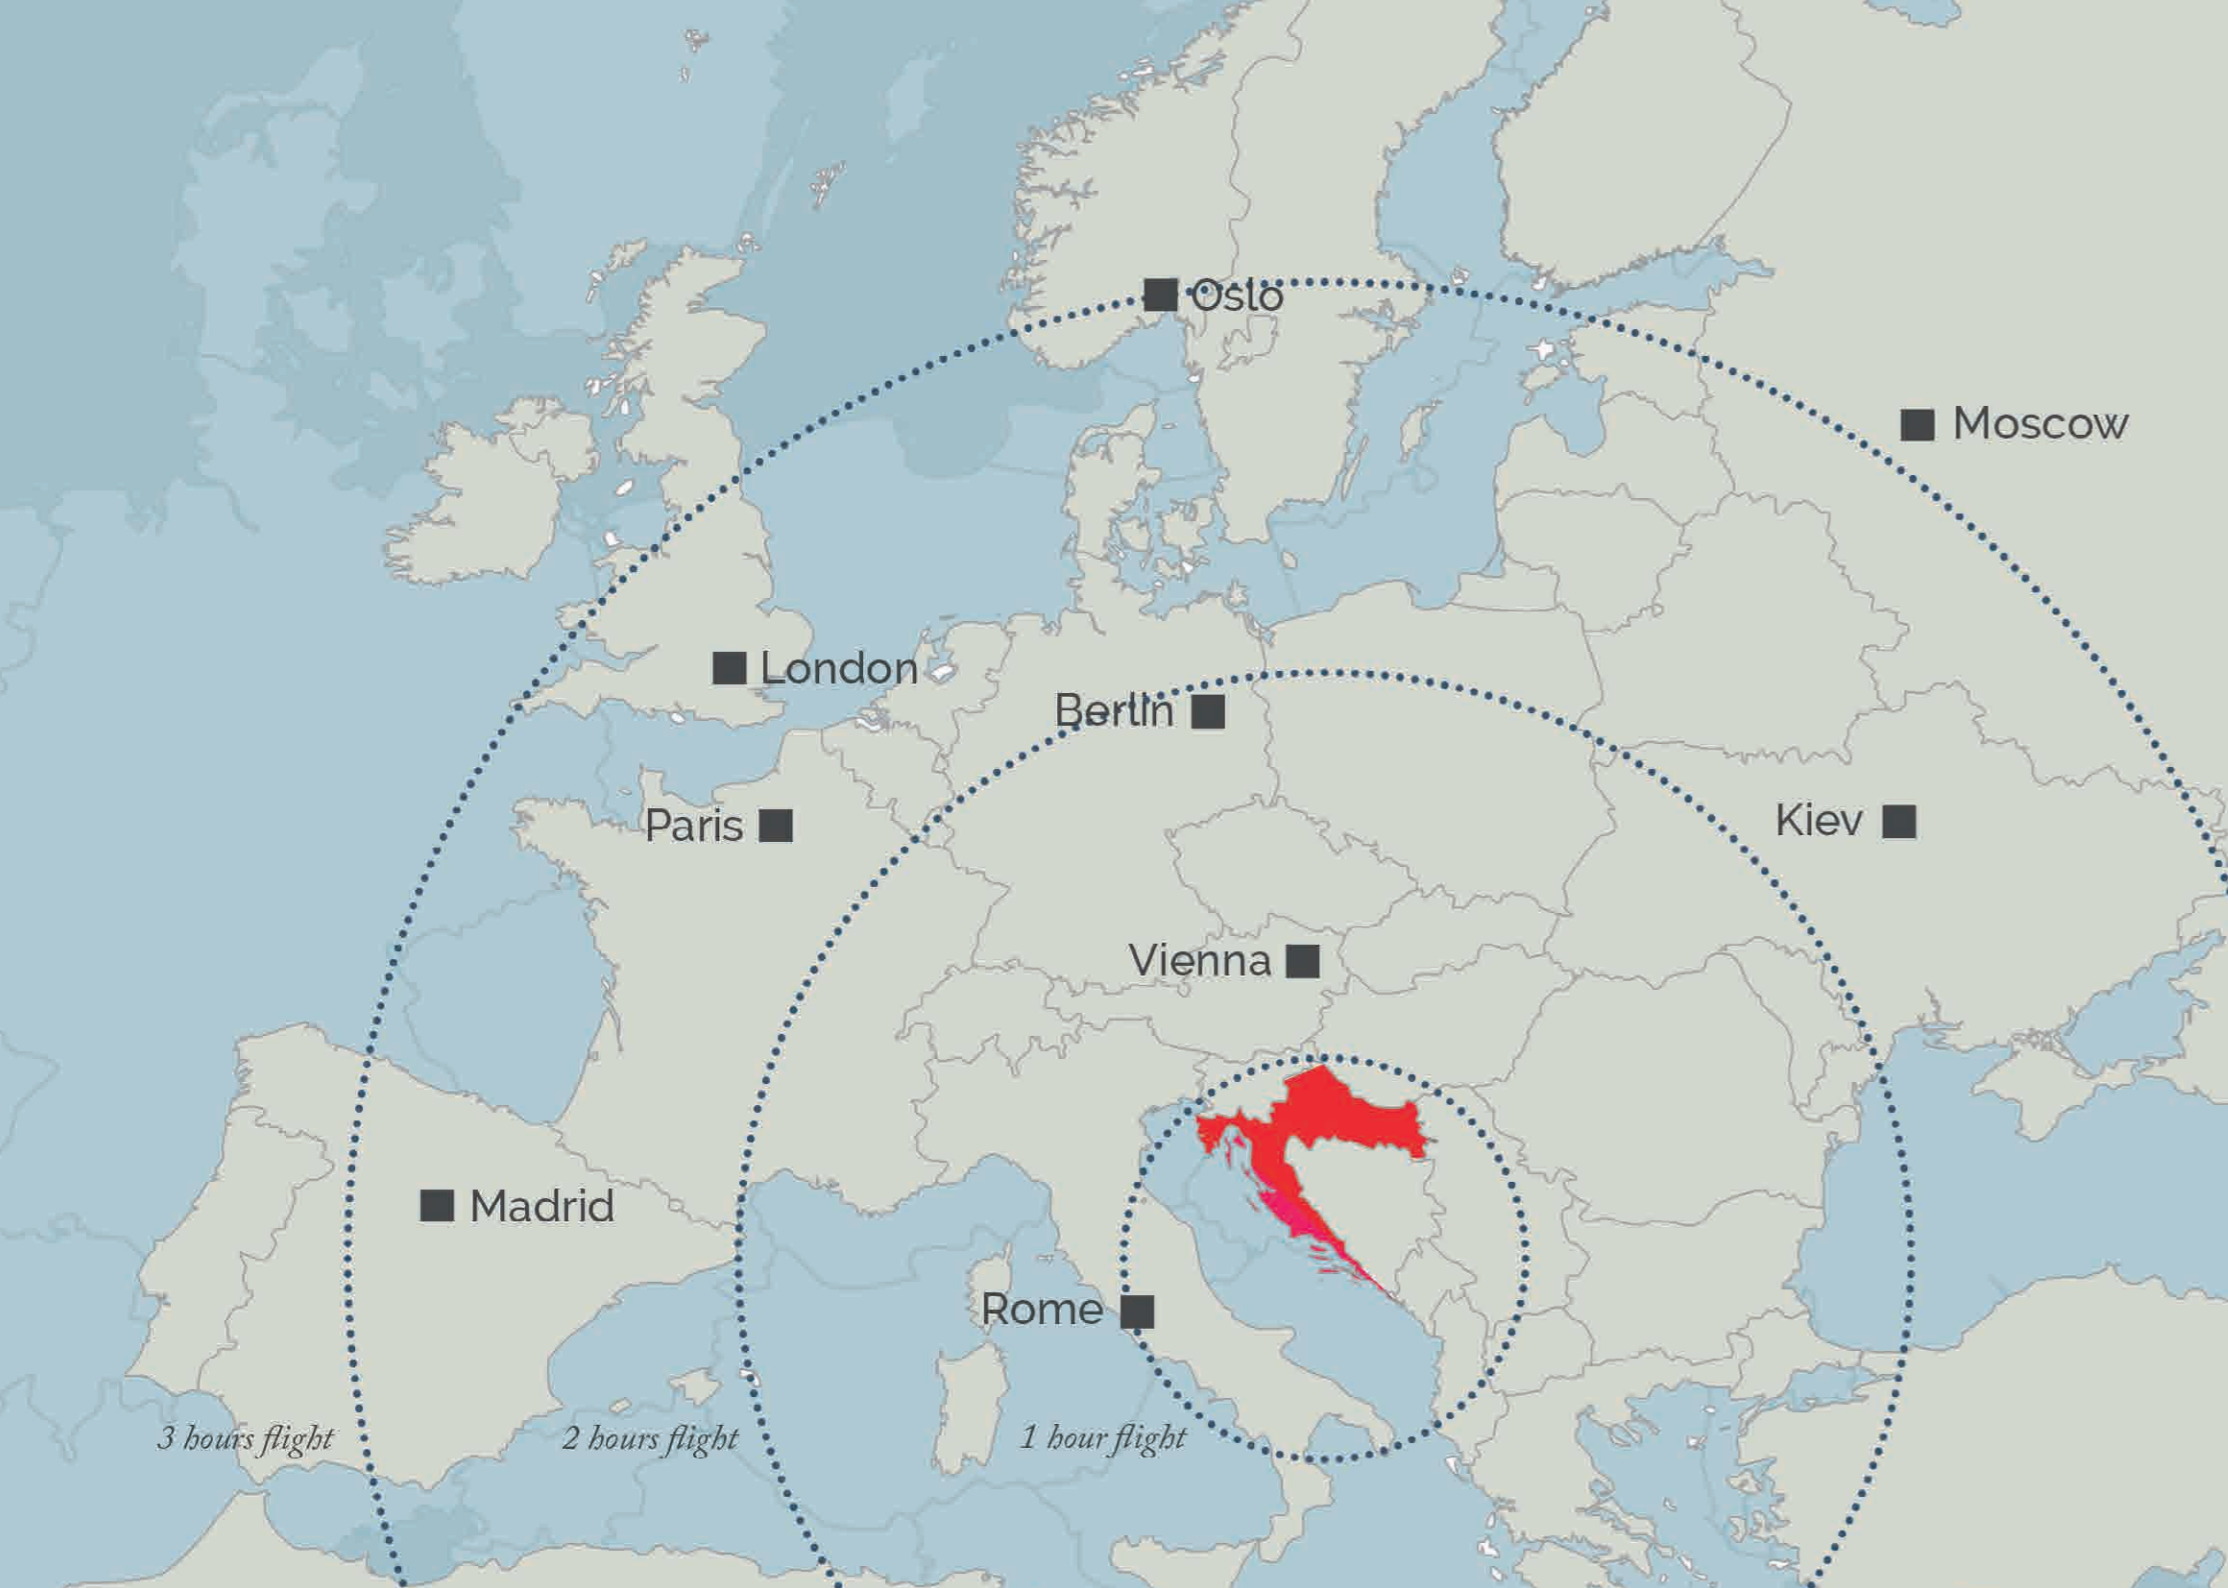 Oslo
Moscow
London
Berlin
Paris
Kiev
Vienna
Madrid
Rome
3 hours flight
2 hours flight
1 hour flight